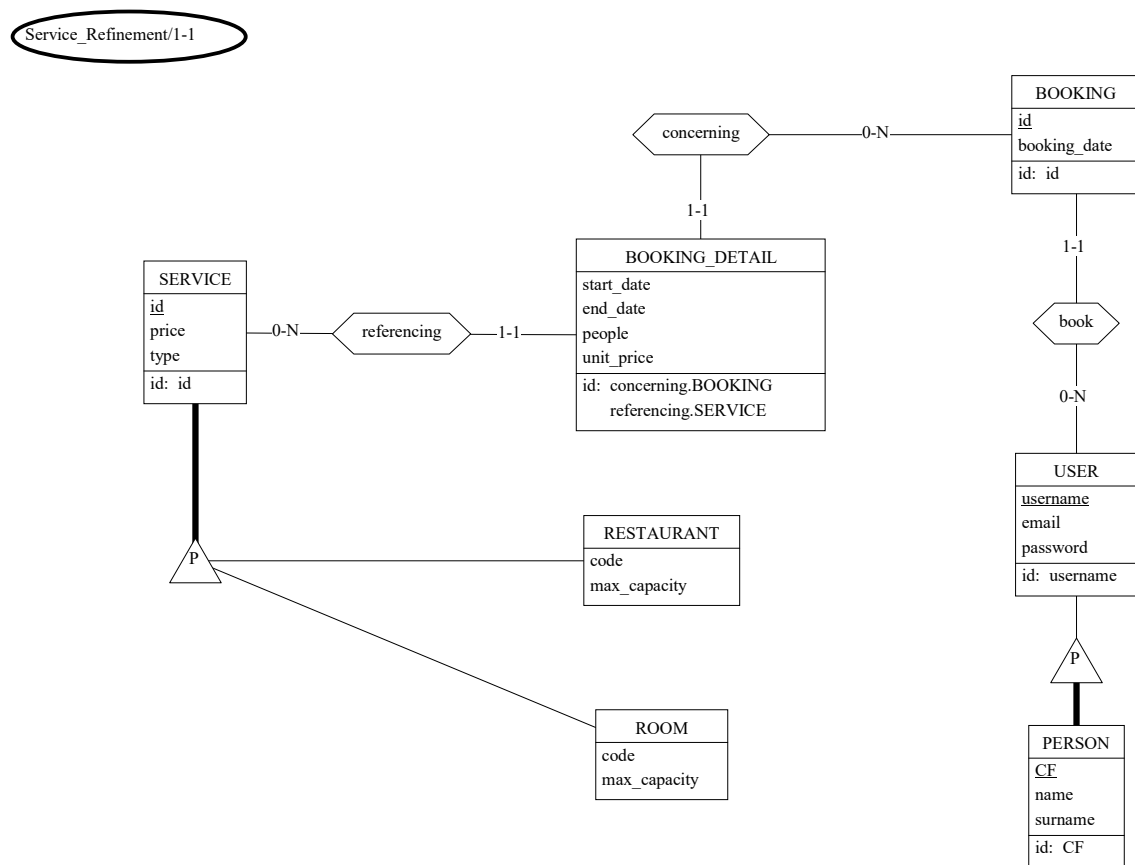 Service_Refinement/1-1
BOOKING
id
booking_date
id: id
concerning
0-N
1-1
1-1
BOOKING_DETAIL
start_date
end_date
people
unit_price
id: concerning.BOOKING
referencing.SERVICE
SERVICE
id
price
type
id: id
0-N
referencing
1-1
book
0-N
USER
username
email
password
id: username
RESTAURANT
code
max_capacity
P
P
ROOM
code
max_capacity
PERSON
CF
name
surname
id: CF